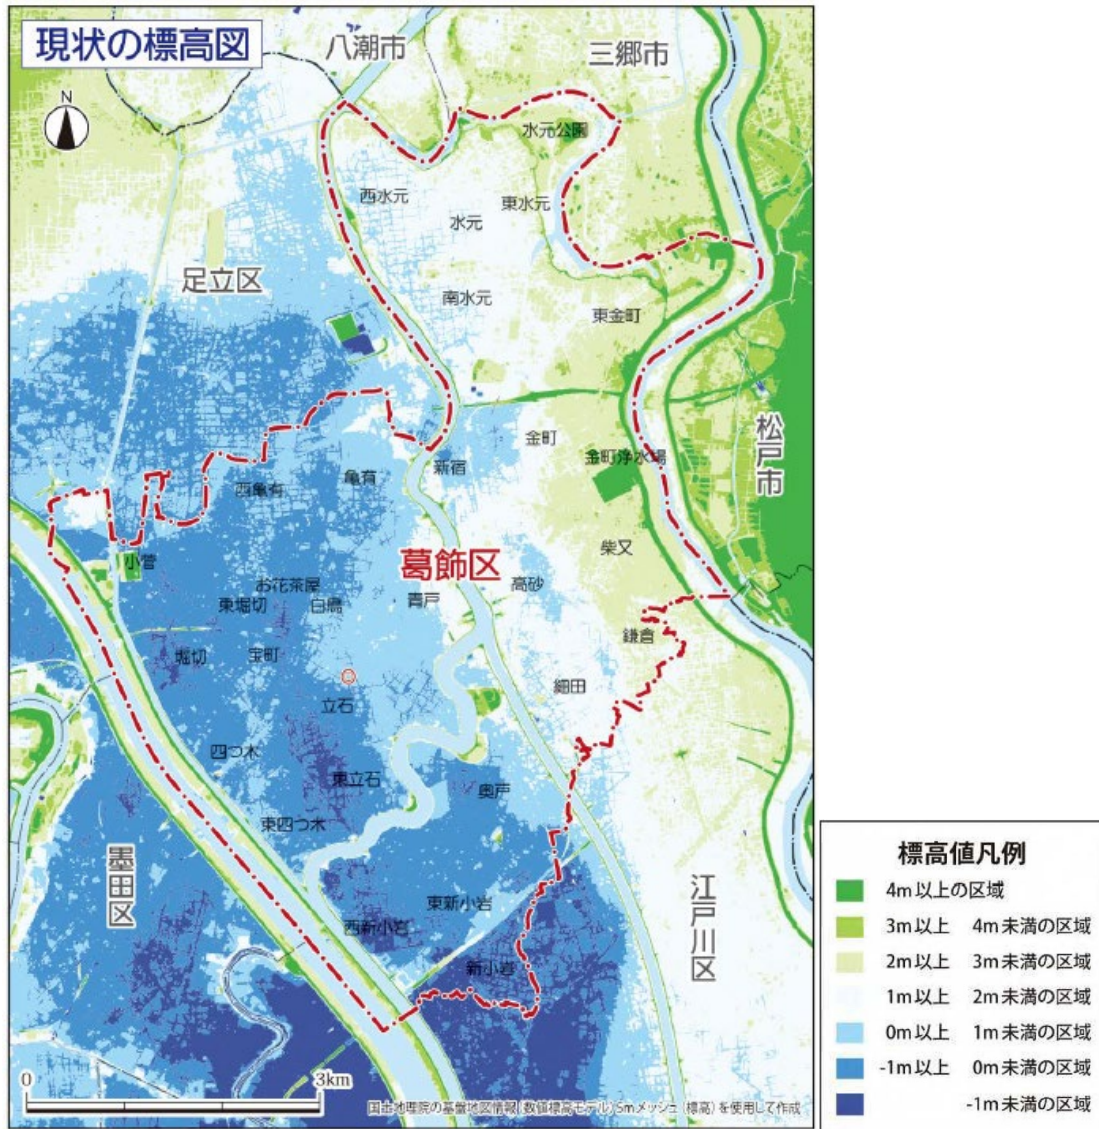 現状の標高図
八潮市
三郷市
N
水元公園
西水元
東水元
水元
足立区
南水元
東金町
松戸市
金町
金町浄水場
新宿
亀有
西亀有
葛飾区
柴又
小菅
お花茶屋
高砂
東堀切
白鳥
青戸
鎌倉
堀切
宝町
細田
立石
四つ木
東立石
奥戸
東四つ木
墨田区
江戸川区
東新小岩
西新小岩
新小岩
0
3km
国土地理院の基盤地図情報(数値標高モデル)5mメッシュ(標高)を使用して作成
標高値凡例
4m以上の区域
3m以上 4m未満の区域
2m以上 3m未満の区域
1m以上 2m未満の区域
0m以上 1m未満の区域
-1m以上 0m未満の区域
-1m未満の区域